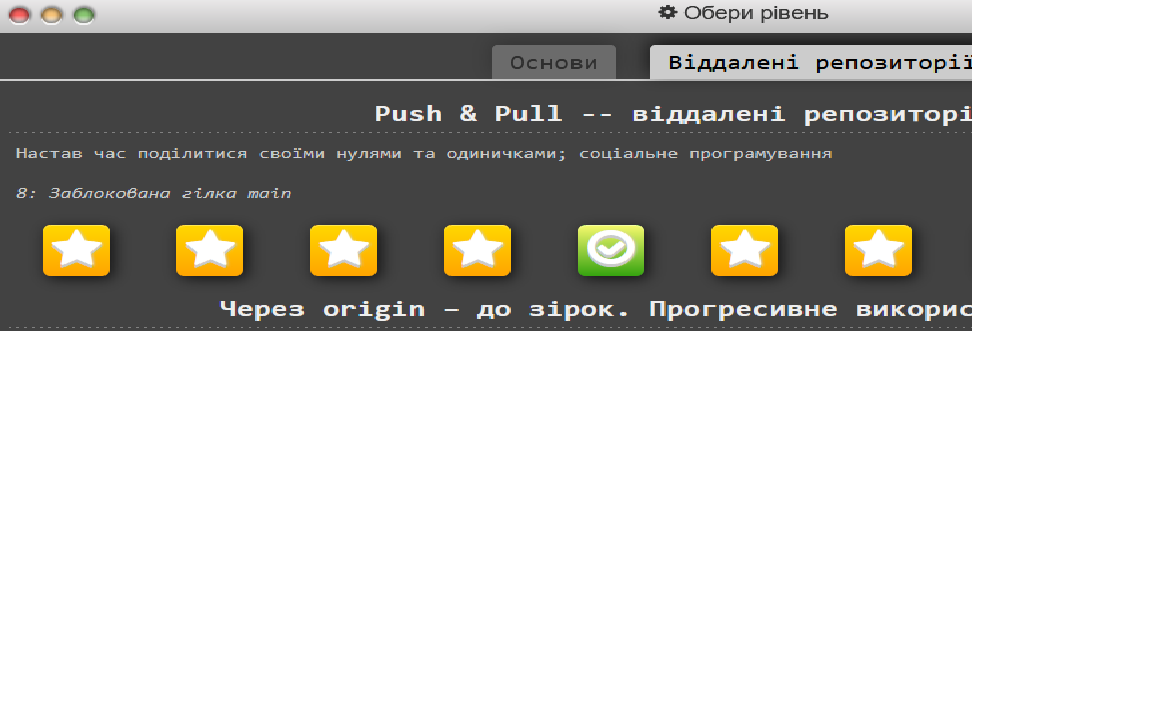 Обери рівень
Основи
Віддалені репозиторії
Push & Pull -- віддалені репозиторі
Настав час поділитися своїми нулями та одиничками; соціальне програмування
8: Заблокована гілка main
Через origin – до зірок. Прогресивне викорис